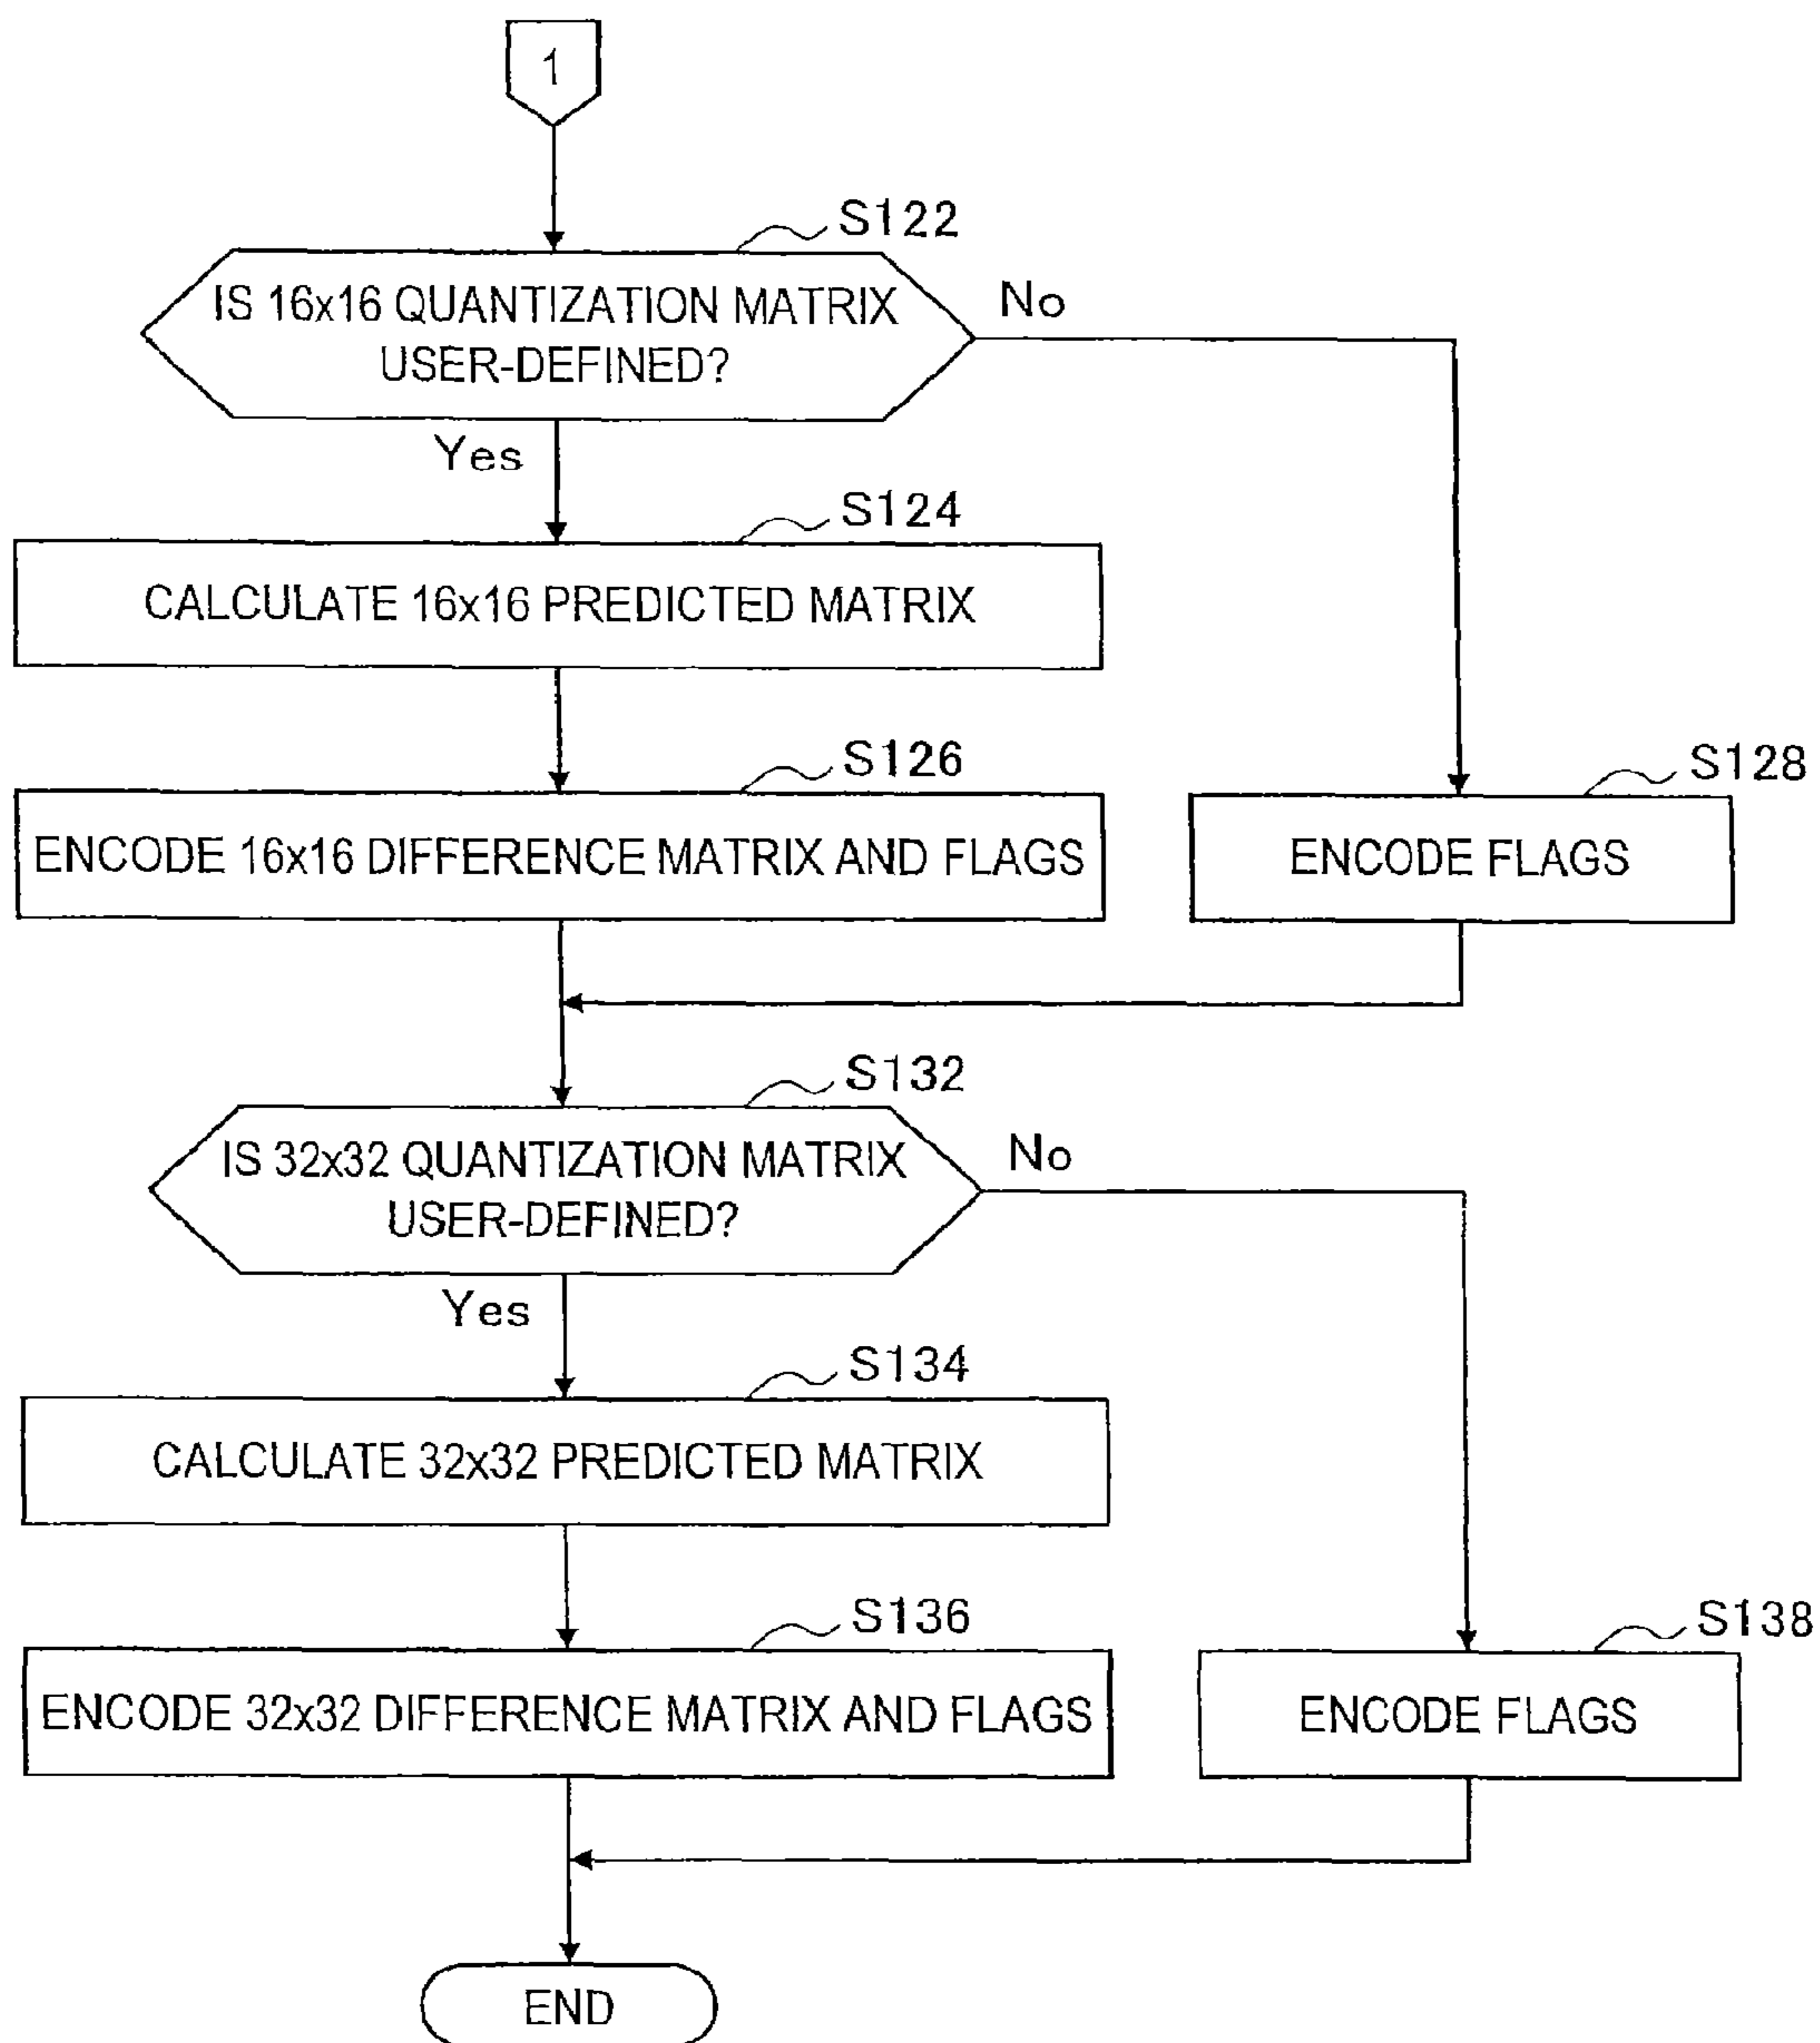 1
S122
IS 16x16 QUANTIZATION MATRIX
USER-DEFINED?
No
Yes
S124
CALCULATE 16x16 PREDICTED MATRIX
S126
ENCODE 16x16 DIFFERENCE MATRIX AND FLAGS
S128
ENCODE FLAGS
S132
IS 32x32 QUANTIZATION MATRIX
USER-DEFINED?
No
Yes
S134
CALCULATE 32x32 PREDICTED MATRIX
S136
ENCODE 32x32 DIFFERENCE MATRIX AND FLAGS
S138
ENCODE FLAGS
END